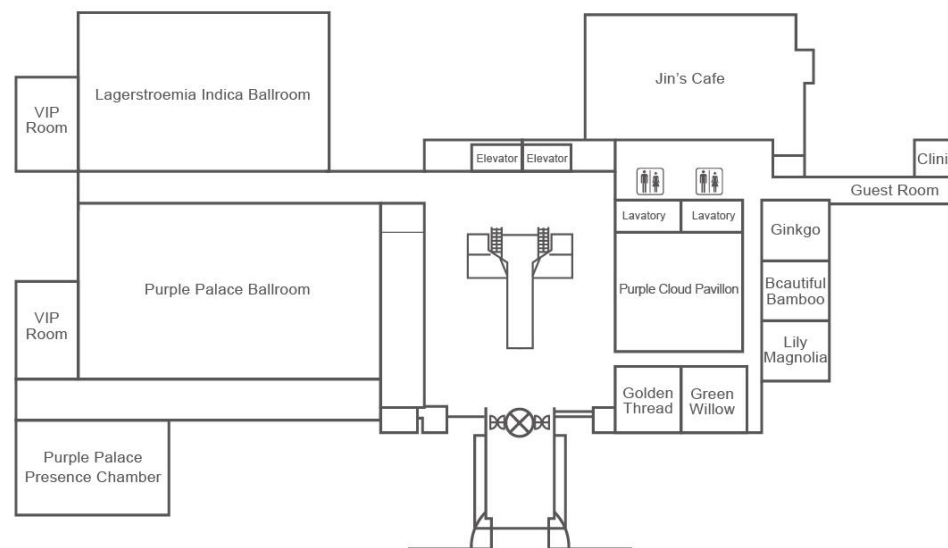 Lagerstroemia Indica Ballroom
Jin's Cafe
VIP
Room
Elevator
Elevator
Clini
Guest Room
Lavatory
Lavatory
Ginkgo
Purple Palace Ballroom
Purple Cloud Pavillon
Bcautiful
Bamboo
VIP
Room
Lily
Magnolia
Golden
Thread
Green
Willow
Purple Palace
Presence Chamber